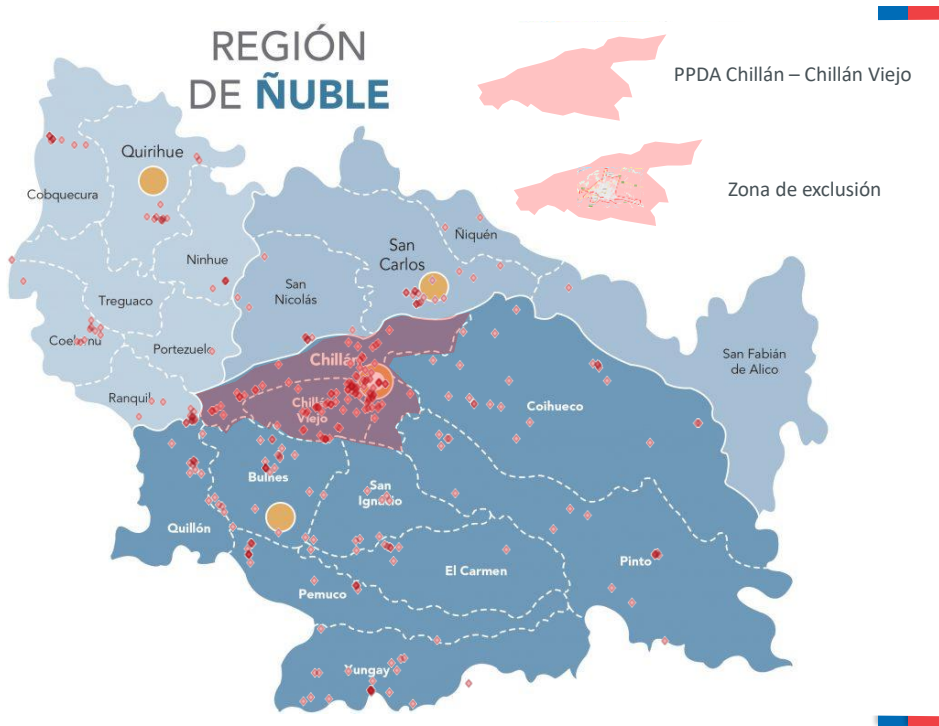 REGIÓN
DE ÑUBLE
PPDA Chillán – Chillán Viejo
Zona de exclusión
Quirihue
Cobquecura
Ninhue
Treguaco
Coelemu
Portezuelo
Ranquil
San
Nicolás
San
Carlos
Ñiquén
San Fabián
de Alico
Chillán
Chillán
Viejo
Coihueco
Bulnes
San
Ignacio
Quillón
El Carmen
Pinto
Pemuco
Yungay